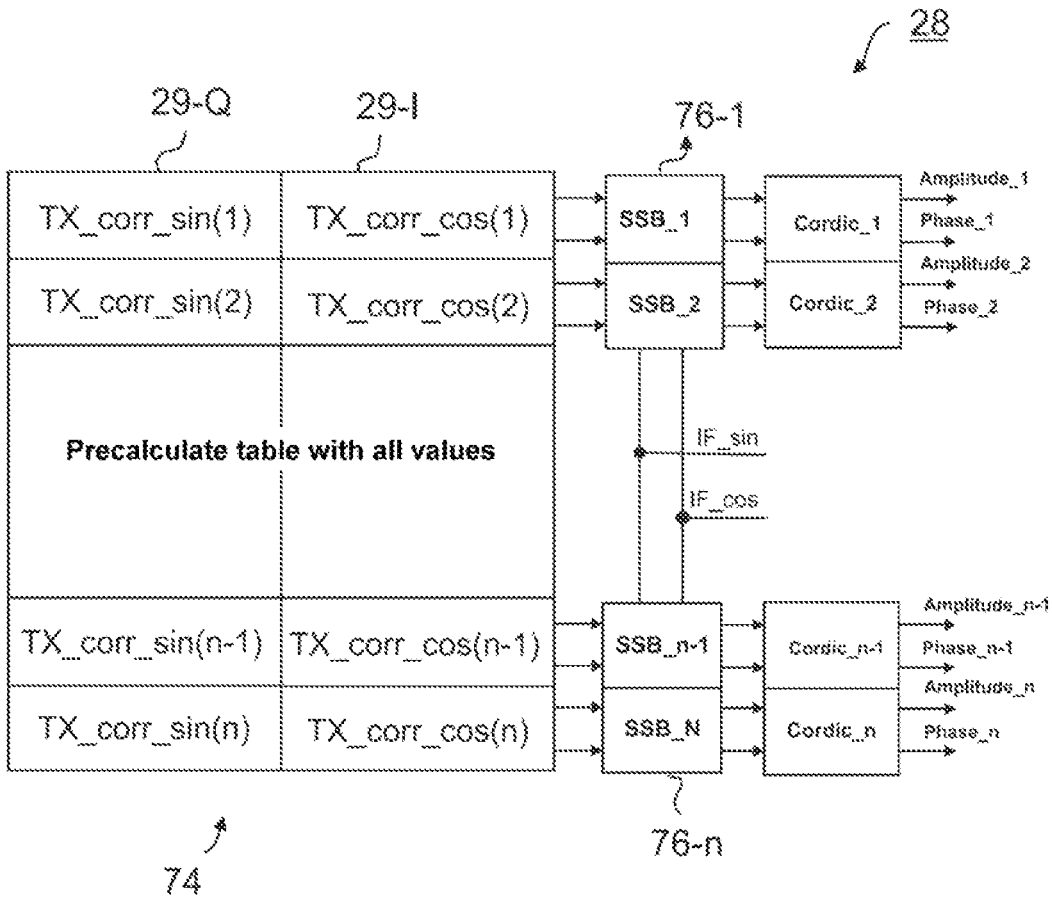 28
29-Q
29-I
76-1
TX_corr_sin(1)
TX_corr_cos(1)
SSB_1
Cordic_1
Amplitude_1
Phase_1
TX_corr_sin(2)
TX_corr_cos(2)
SSB_2
Cordic_2
Amplitude_2
Phase_2
Precalculate table with all values
IF_sin
IF_cos
TX_corr_sin(n-1)
TX_corr_cos(n-1)
SSB_n-1
Cordic_n-1
Amplitude_n-1
Phase_n-1
TX_corr_sin(n)
TX_corr_cos(n)
SSB_N
Cordic_n
Amplitude_n
Phase_n
76-n
74